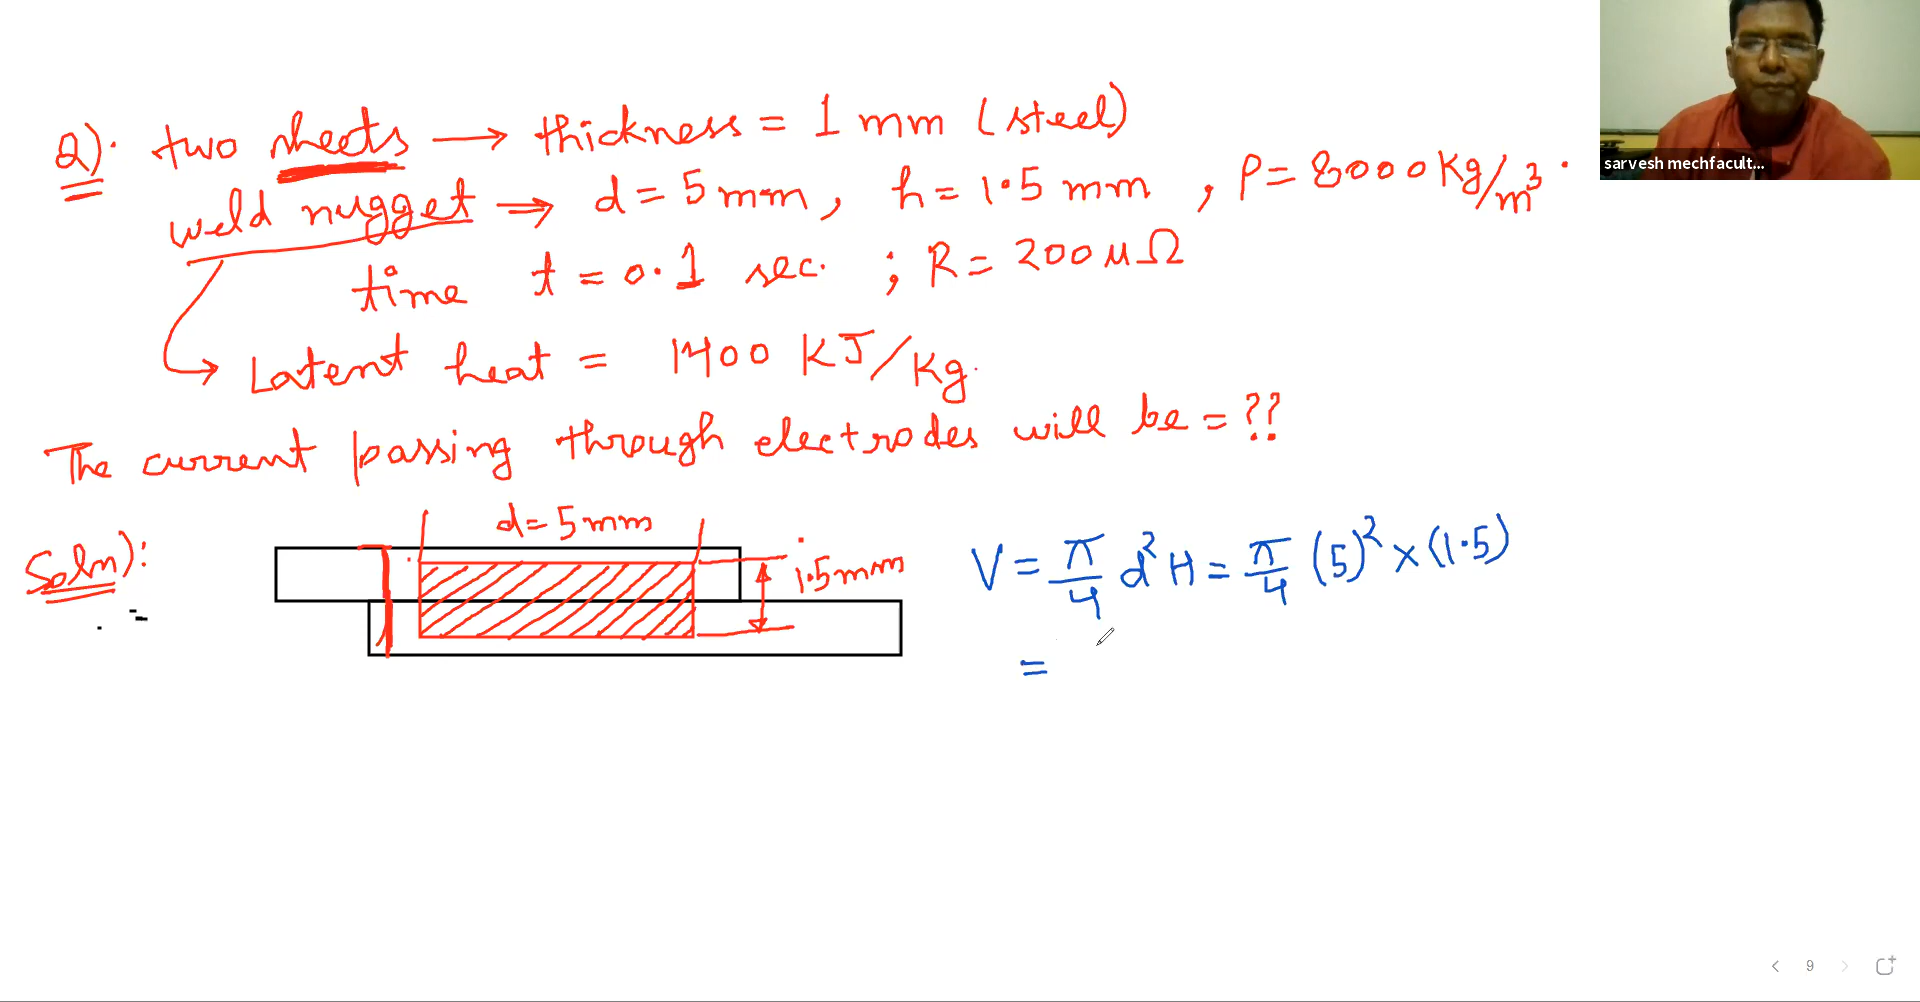 Q). two sheets → thickness = 1 mm (steel)
weld nugget → d = 5 mm, h = 1.5 mm, ρ = 8000 Kg/m³.
time t = 0.1 sec. ; R = 200 μΩ
→ Latent heat = 1400 KJ/Kg.
The current passing through electrodes will be = ??
Soln):
d = 5 mm
1.5 mm
V = π/4 d² H = π/4 (5)² × (1.5)
=
sarvesh mechfacult...
9